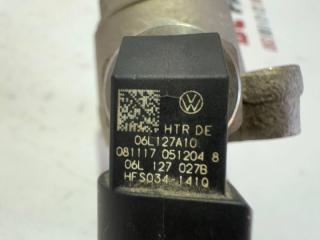 HTR DE
06L127A10
081117 051204 8
06L 127 027B
HFS034-141Q